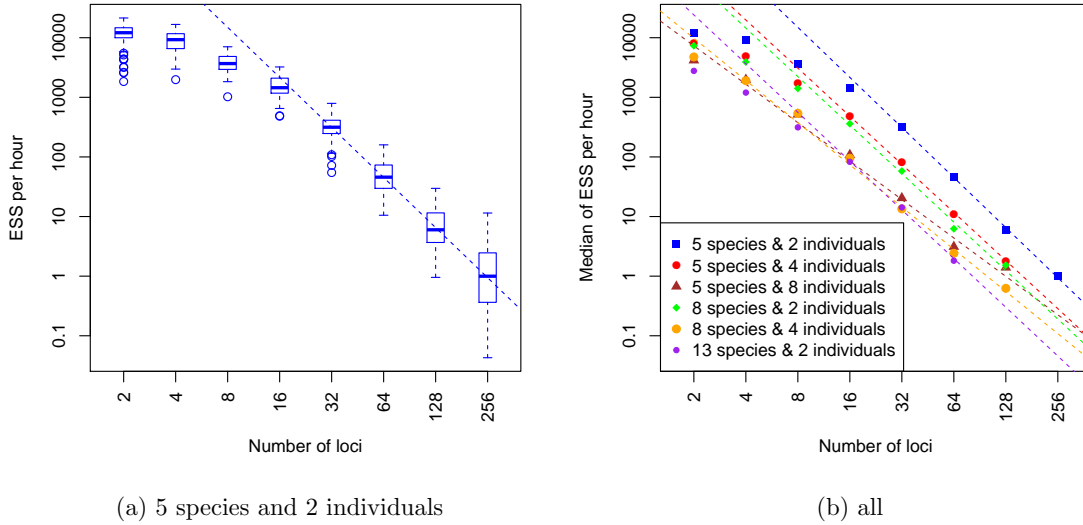 ESS per hour
10000
1000
100
10
1
0.1
2
4
8
16
32
64
128
256
Number of loci
(a) 5 species and 2 individuals
Median of ESS per hour
10000
1000
100
10
1
0.1
5 species & 2 individuals
5 species & 4 individuals
5 species & 8 individuals
8 species & 2 individuals
8 species & 4 individuals
13 species & 2 individuals
2
4
8
16
32
64
128
256
Number of loci
(b) all